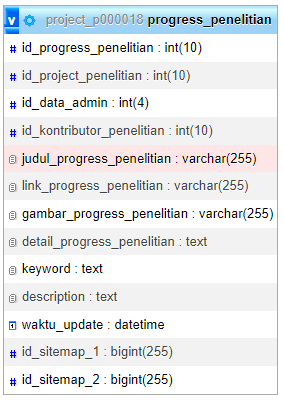 v project_p000018 progress_penelitian
# id_progress_penelitian : int(10)
# id_project_penelitian : int(10)
# id_data_admin : int(4)
# id_kontributor_penelitian : int(10)
judul_progress_penelitian : varchar(255)
link_progress_penelitian : varchar(255)
gambar_progress_penelitian : varchar(255)
detail_progress_penelitian : text
keyword : text
description : text
waktu_update : datetime
# id_sitemap_1 : bigint(255)
# id_sitemap_2 : bigint(255)